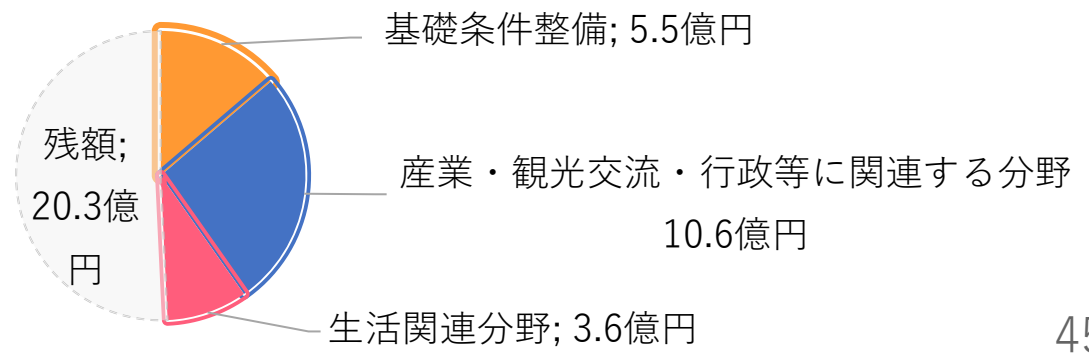 基礎条件整備; 5.5億円
残額;
20.3億
円
産業・観光交流・行政等に関連する分野
10.6億円
生活関連分野; 3.6億円
45